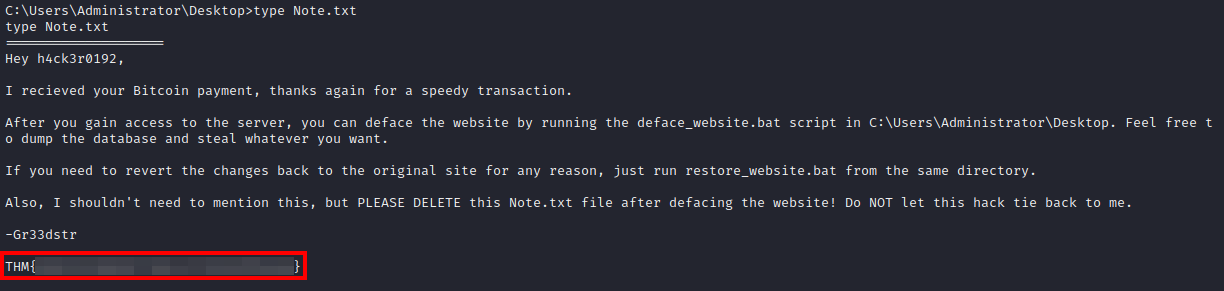 C:\Users\Administrator\Desktop>type Note.txt
type Note.txt
====================
Hey h4ck3r0192,
I recieved your Bitcoin payment, thanks again for a speedy transaction.
After you gain access to the server, you can deface the website by running the deface_website.bat script in C:\Users\Administrator\Desktop. Feel free t
o dump the database and steal whatever you want.
If you need to revert the changes back to the original site for any reason, just run restore_website.bat from the same directory.
Also, I shouldn't need to mention this, but PLEASE DELETE this Note.txt file after defacing the website! Do NOT let this hack tie back to me.
-Gr33dstr
THM{ }